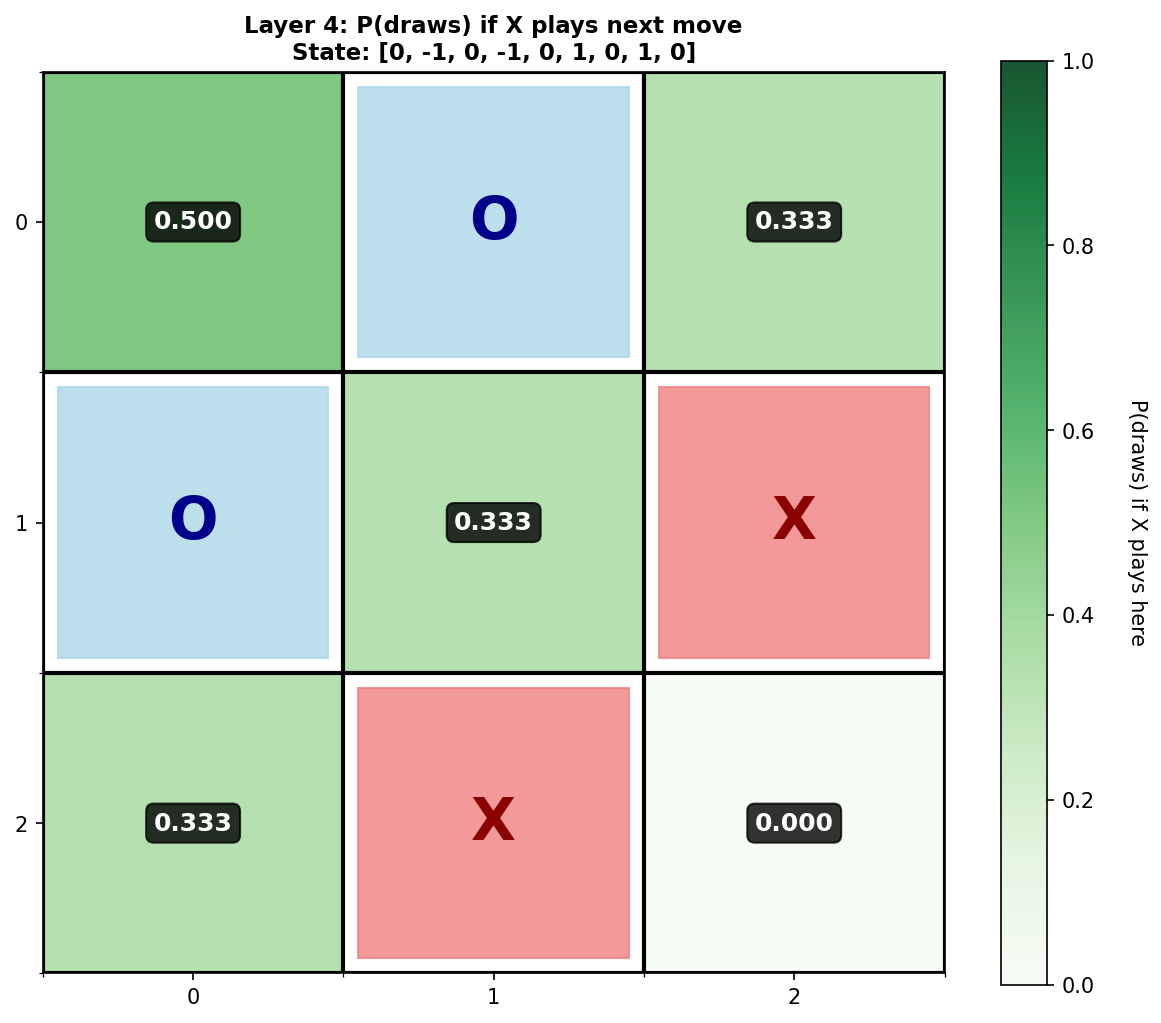 Layer 4: P(draws) if X plays next move
State: [0, -1, 0, -1, 0, 1, 0, 1, 0]
0
0.500
O
0.333
1
O
0.333
X
2
0.333
X
0.000
0
1
2
1.0
0.8
0.6
0.4
0.2
0.0
P(draws) if X plays here